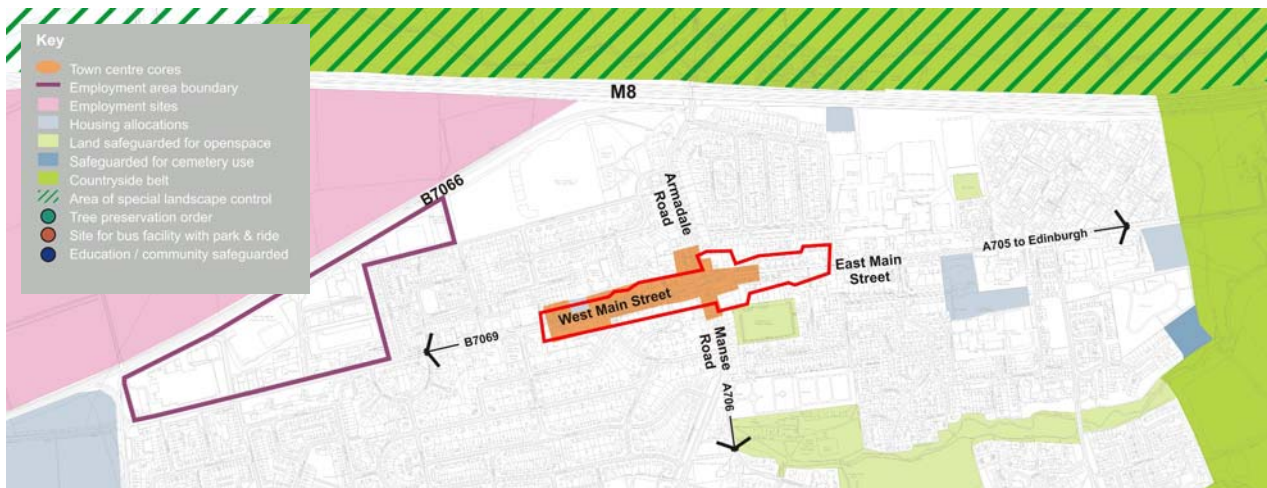 Key
Town centre cores
Employment area boundary
Employment sites
Housing allocations
Land safeguarded for openspace
Safeguarded for cemetery use
Countryside belt
Area of special landscape control
Tree preservation order
Site for bus facility with park & ride
Education / community safeguarded
M8
B7066
Armadale
Road
A705 to Edinburgh
East Main
Street
West Main Street
B7069
Manse
Road
A706